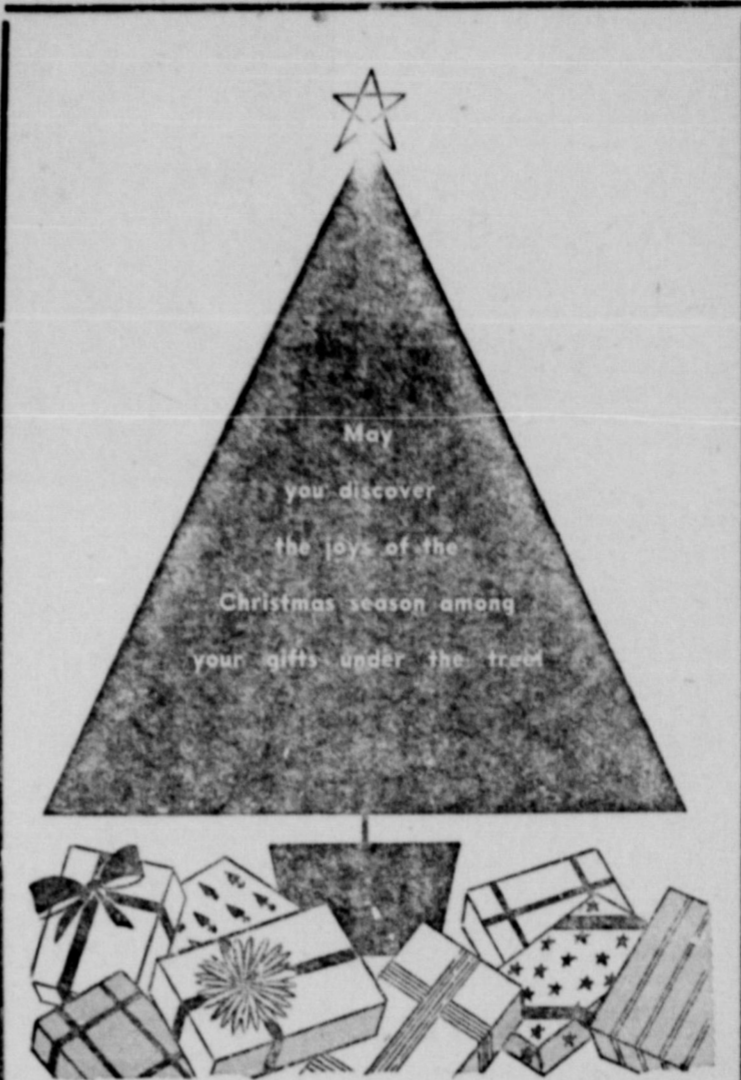 May
you discover
the joys of the
Christmas season among
your gifts under the tree!